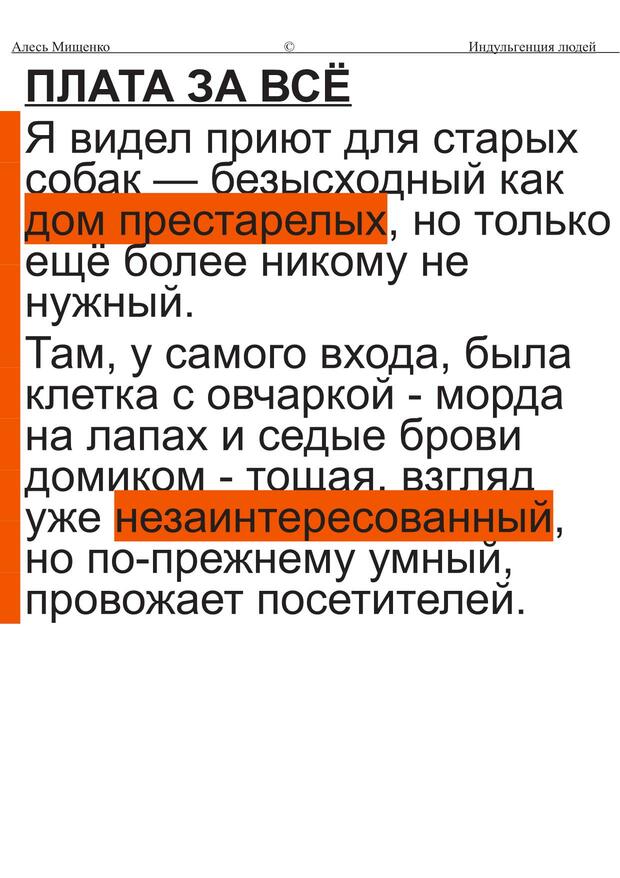 Алесь Мищенко © Индульгенция людей
ПЛАТА ЗА ВСЁ
Я видел приют для старых
собак — безысходный как
дом престарелых, но только
ещё более никому не
нужный.
Там, у самого входа, была
клетка с овчаркой - морда
на лапах и седые брови
домиком - тощая, взгляд
уже незаинтересованный,
но по-прежнему умный,
провожает посетителей.